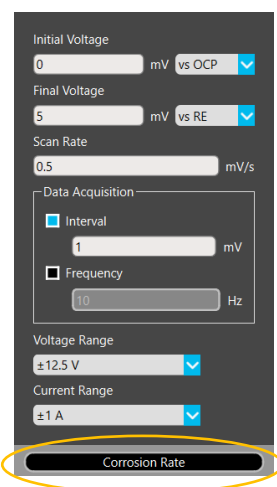 Initial Voltage
0 mV vs OCP
Final Voltage
5 mV vs RE
Scan Rate
0.5 mV/s
Data Acquisition
Interval
1 mV
Frequency
10 Hz
Voltage Range
±12.5 V
Current Range
±1 A
Corrosion Rate